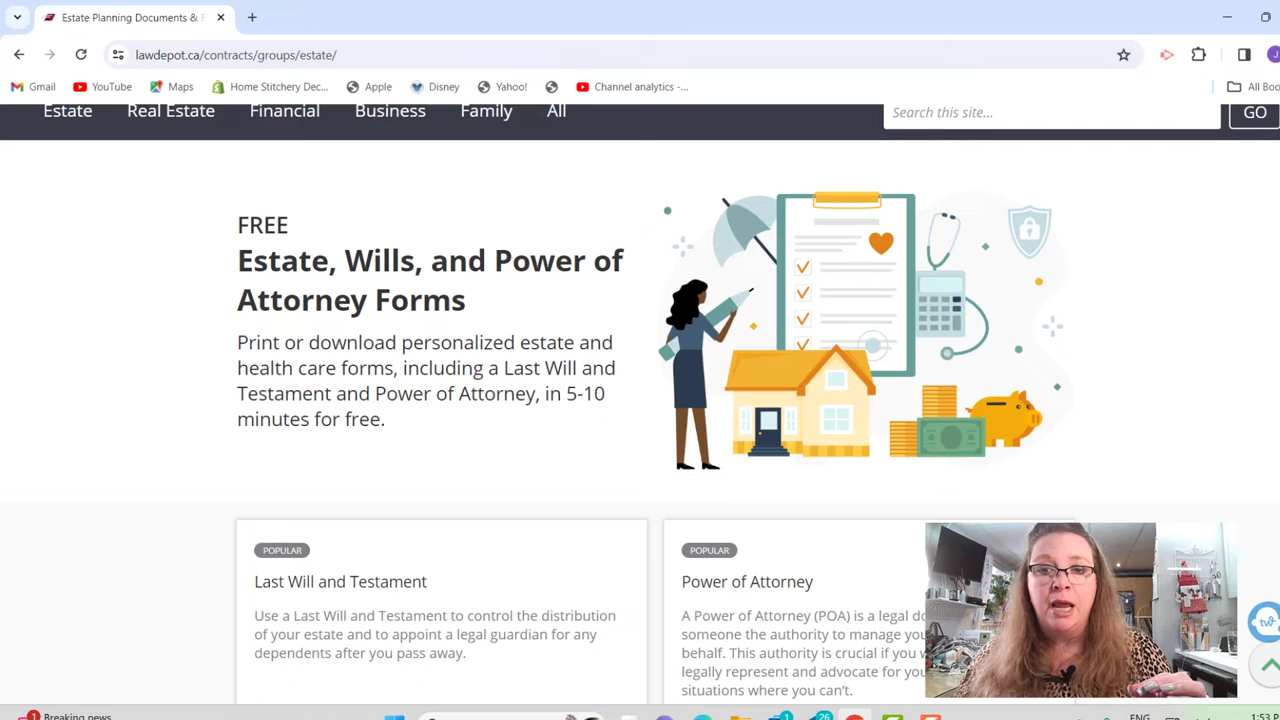 Estate Planning Documents & F
lawdepot.ca/contracts/groups/estate/
J
Gmail
YouTube
Maps
Home Stitchery Dec...
Apple
Disney
Yahoo!
Channel analytics -...
All Boo
Estate
Real Estate
Financial
Business
Family
All
Search this site...
GO
FREE
Estate, Wills, and Power of
Attorney Forms
Print or download personalized estate and
health care forms, including a Last Will and
Testament and Power of Attorney, in 5-10
minutes for free.
POPULAR
Last Will and Testament
Use a Last Will and Testament to control the distribution
of your estate and to appoint a legal guardian for any
dependents after you pass away.
POPULAR
Power of Attorney
A Power of Attorney (POA) is a legal do
someone the authority to manage you
behalf. This authority is crucial if you w
legally represent and advocate for you
situations where you can't.
tw
1
Breaking news
1
26
ENG
1:53 P